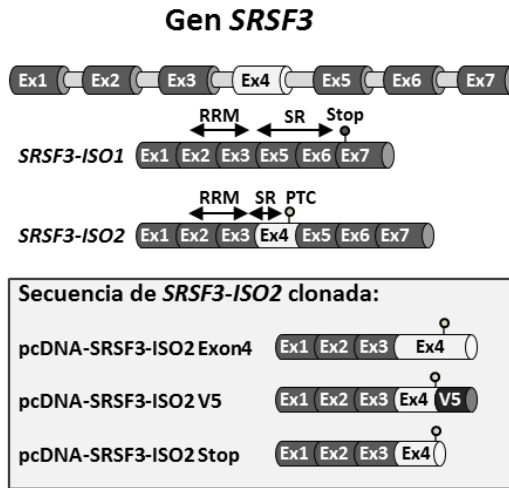 Gen SRSF3
Ex1 Ex2 Ex3 Ex4 Ex5 Ex6 Ex7
RRM SR Stop
SRSF3-ISO1 Ex1 Ex2 Ex3 Ex5 Ex6 Ex7
RRM SR PTC
SRSF3-ISO2 Ex1 Ex2 Ex3 Ex4 Ex5 Ex6 Ex7
Secuencia de SRSF3-ISO2 clonada:
pcDNA-SRSF3-ISO2 Exon4 Ex1 Ex2 Ex3 Ex4
pcDNA-SRSF3-ISO2 V5 Ex1 Ex2 Ex3 Ex4 V5
pcDNA-SRSF3-ISO2 Stop Ex1 Ex2 Ex3 Ex4